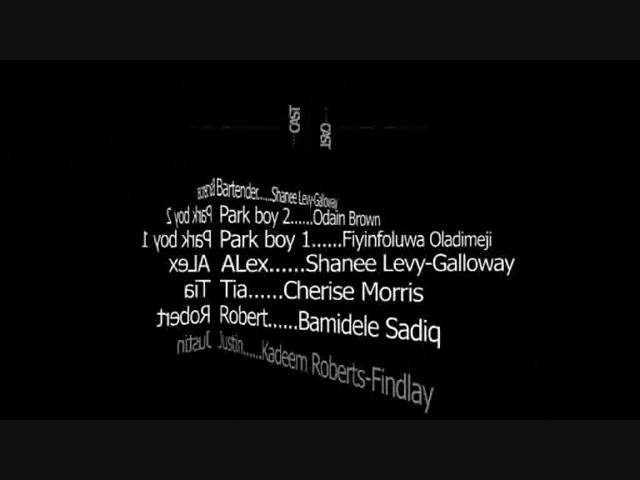 CAST
Bartender......Shanee Levy-Galloway
Park boy 2......Odain Brown
Park boy 1......Fiyinfoluwa Oladimeji
ALex......Shanee Levy-Galloway
Tia......Cherise Morris
Robert......Bamidele Sadiq
Justin......Kadeem Roberts-Findlay